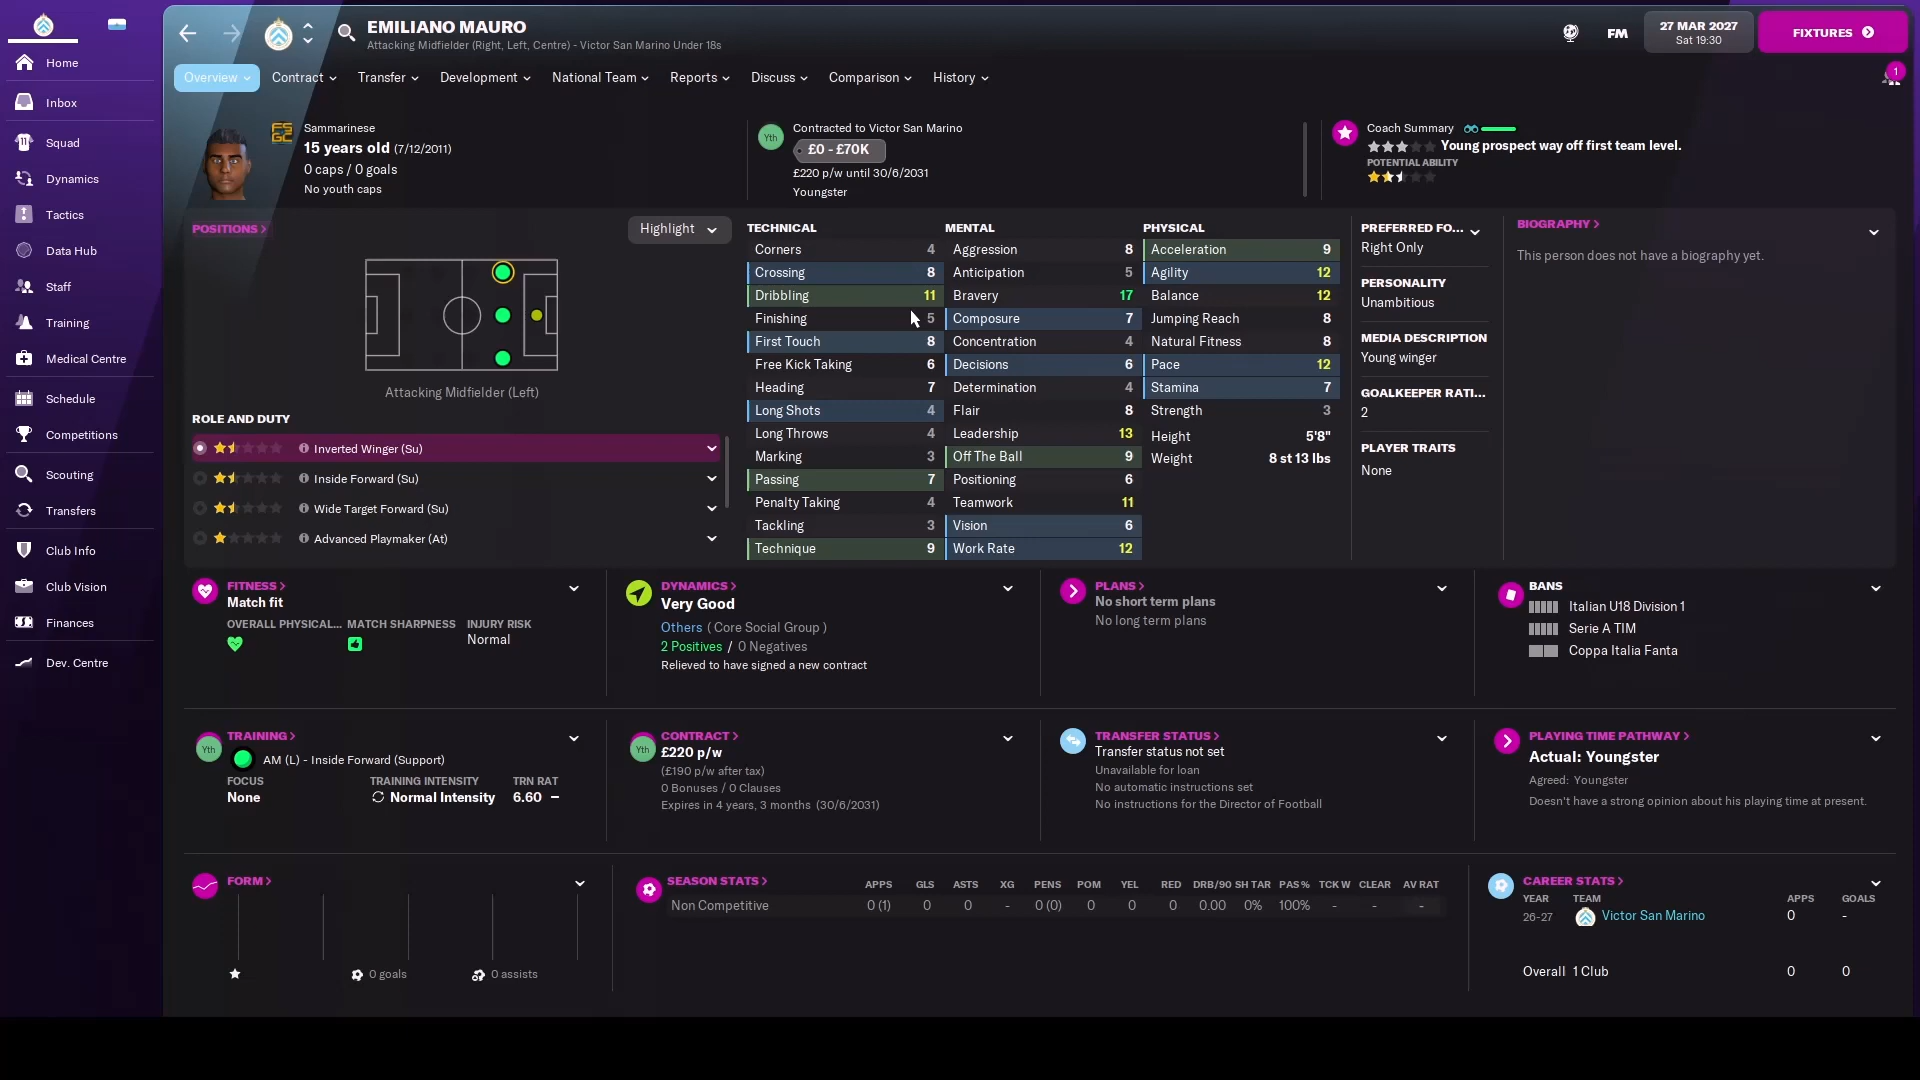 EMILIANO MAURO
Attacking Midfielder (Right, Left, Centre) - Victor San Marino Under 18s
FM
27 MAR 2027
Sat 19:30
FIXTURES
Home
Inbox
Squad
Dynamics
Tactics
Data Hub
Staff
Training
Medical Centre
Schedule
Competitions
Scouting
Transfers
Club Info
Club Vision
Finances
Dev. Centre
Overview
Contract
Transfer
Development
National Team
Reports
Discuss
Comparison
History
1
Sammarinese
15 years old (7/12/2011)
0 caps / 0 goals
No youth caps
Yth
Contracted to Victor San Marino
£0 - £70K
£220 p/w until 30/6/2031
Youngster
Coach Summary
Young prospect way off first team level.
POTENTIAL ABILITY
POSITIONS >
Highlight
Attacking Midfielder (Left)
ROLE AND DUTY
Inverted Winger (Su)
Inside Forward (Su)
Wide Target Forward (Su)
Advanced Playmaker (At)
TECHNICAL
Corners 4
Crossing 8
Dribbling 11
Finishing 5
First Touch 8
Free Kick Taking 6
Heading 7
Long Shots 4
Long Throws 4
Marking 3
Passing 7
Penalty Taking 4
Tackling 3
Technique 9
MENTAL
Aggression 8
Anticipation 5
Bravery 17
Composure 7
Concentration 4
Decisions 6
Determination 4
Flair 8
Leadership 13
Off The Ball 9
Positioning 6
Teamwork 11
Vision 6
Work Rate 12
PHYSICAL
Acceleration 9
Agility 12
Balance 12
Jumping Reach 8
Natural Fitness 8
Pace 12
Stamina 7
Strength 3
Height 5'8"
Weight 8 st 13 lbs
PREFERRED FO...
Right Only
PERSONALITY
Unambitious
MEDIA DESCRIPTION
Young winger
GOALKEEPER RATI...
2
PLAYER TRAITS
None
BIOGRAPHY >
This person does not have a biography yet.
FITNESS >
Match fit
OVERALL PHYSICAL... MATCH SHARPNESS INJURY RISK
Normal
DYNAMICS >
Very Good
Others ( Core Social Group )
2 Positives / 0 Negatives
Relieved to have signed a new contract
PLANS >
No short term plans
No long term plans
BANS
Italian U18 Division 1
Serie A TIM
Coppa Italia Fanta
Yth
TRAINING >
AM (L) - Inside Forward (Support)
FOCUS TRAINING INTENSITY TRN RAT
None Normal Intensity 6.60 –
Yth
CONTRACT >
£220 p/w
(£190 p/w after tax)
0 Bonuses / 0 Clauses
Expires in 4 years, 3 months (30/6/2031)
TRANSFER STATUS >
Transfer status not set
Unavailable for loan
No automatic instructions set
No instructions for the Director of Football
PLAYING TIME PATHWAY >
Actual: Youngster
Agreed: Youngster
Doesn't have a strong opinion about his playing time at present.
FORM >
0 goals 0 assists
SEASON STATS > APPS GLS ASTS XG PENS POM YEL RED DRB/90 SH TAR PAS % TCK W CLEAR AV RAT
Non Competitive 0 (1) 0 0 - 0 (0) 0 0 0 0.00 0% 100% - - -
CAREER STATS >
YEAR TEAM APPS GOALS
26-27 Victor San Marino 0 -
Overall 1 Club 0 0